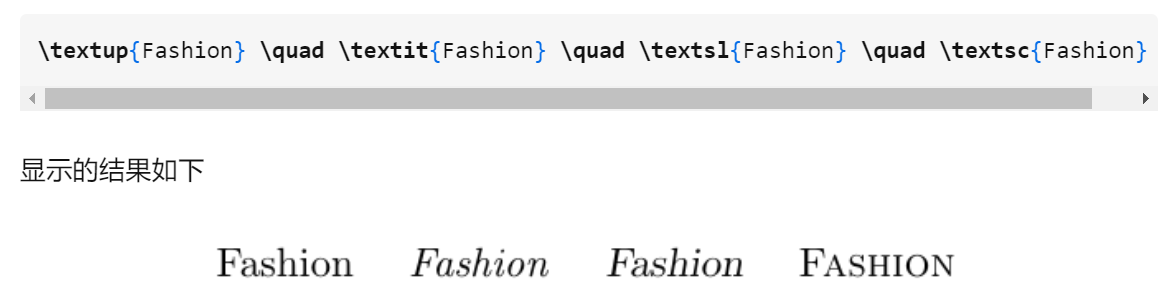 \textup{Fashion} \quad \textit{Fashion} \quad \textsl{Fashion} \quad \textsc{Fashion}
显示的结果如下
Fashion Fashion Fashion FASHION